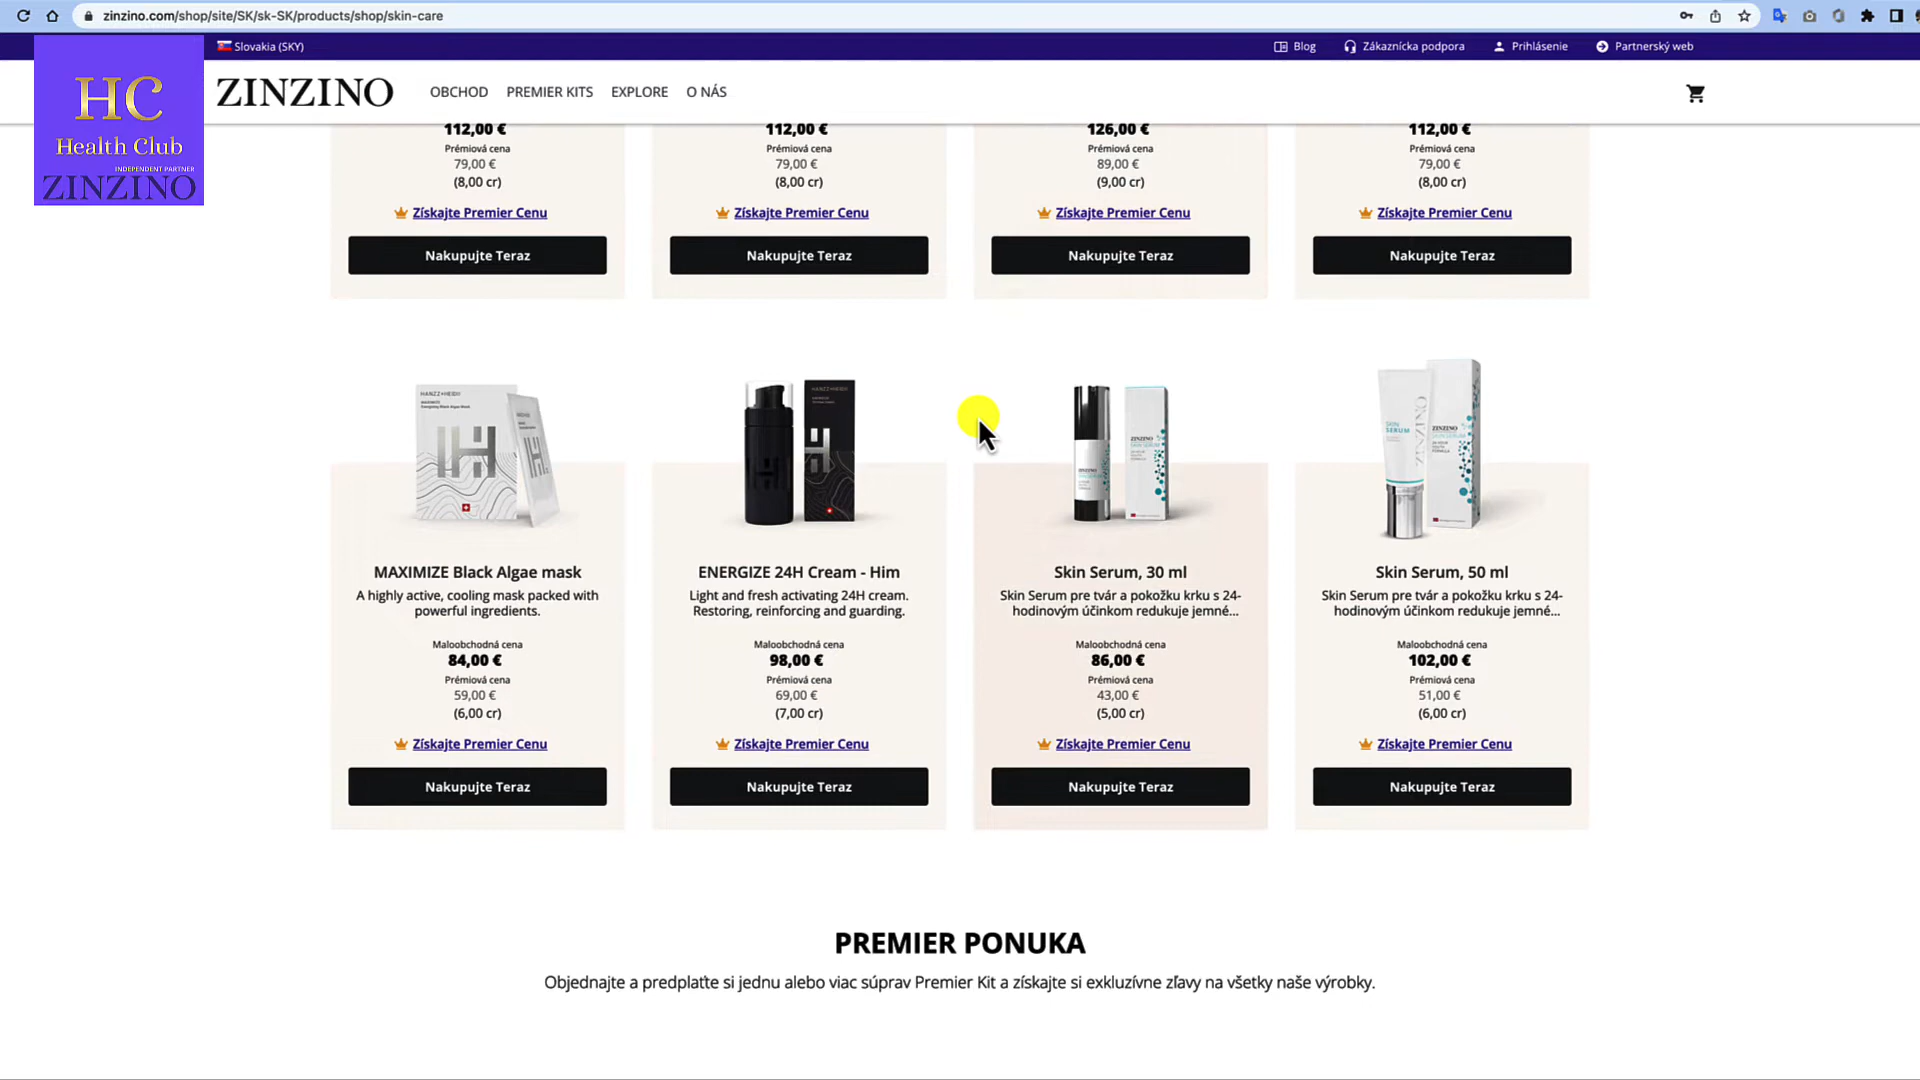 zinzino.com/shop/site/SK/sk-SK/products/shop/skin-care
Slovakia (SKY)
Blog
Zákaznícka podpora
Prihlásenie
Partnerský web
HC
Health Club
INDEPENDENT PARTNER
ZINZINO
ZINZINO
OBCHOD
PREMIER KITS
EXPLORE
O NÁS
112,00 €
Prémiová cena
79,00 €
(8,00 cr)
Získajte Premier Cenu
Nakupujte Teraz
112,00 €
Prémiová cena
79,00 €
(8,00 cr)
Získajte Premier Cenu
Nakupujte Teraz
126,00 €
Prémiová cena
89,00 €
(9,00 cr)
Získajte Premier Cenu
Nakupujte Teraz
112,00 €
Prémiová cena
79,00 €
(8,00 cr)
Získajte Premier Cenu
Nakupujte Teraz
MAXIMIZE Black Algae mask
A highly active, cooling mask packed with
powerful ingredients.
Maloobchodná cena
84,00 €
Prémiová cena
59,00 €
(6,00 cr)
Získajte Premier Cenu
Nakupujte Teraz
ENERGIZE 24H Cream - Him
Light and fresh activating 24H cream.
Restoring, reinforcing and guarding.
Maloobchodná cena
98,00 €
Prémiová cena
69,00 €
(7,00 cr)
Získajte Premier Cenu
Nakupujte Teraz
ZINZINO
Skin Serum, 30 ml
Skin Serum pre tvár a pokožku krku s 24-
hodinovým účinkom redukuje jemné...
Maloobchodná cena
86,00 €
Prémiová cena
43,00 €
(5,00 cr)
Získajte Premier Cenu
Nakupujte Teraz
SKIN
SERUM
ZINZINO
ZINZINO
Skin Serum, 50 ml
Skin Serum pre tvár a pokožku krku s 24-
hodinovým účinkom redukuje jemné...
Maloobchodná cena
102,00 €
Prémiová cena
51,00 €
(6,00 cr)
Získajte Premier Cenu
Nakupujte Teraz
PREMIER PONUKA
Objednajte a predplaťte si jednu alebo viac súprav Premier Kit a získajte si exkluzívne zľavy na všetky naše výrobky.